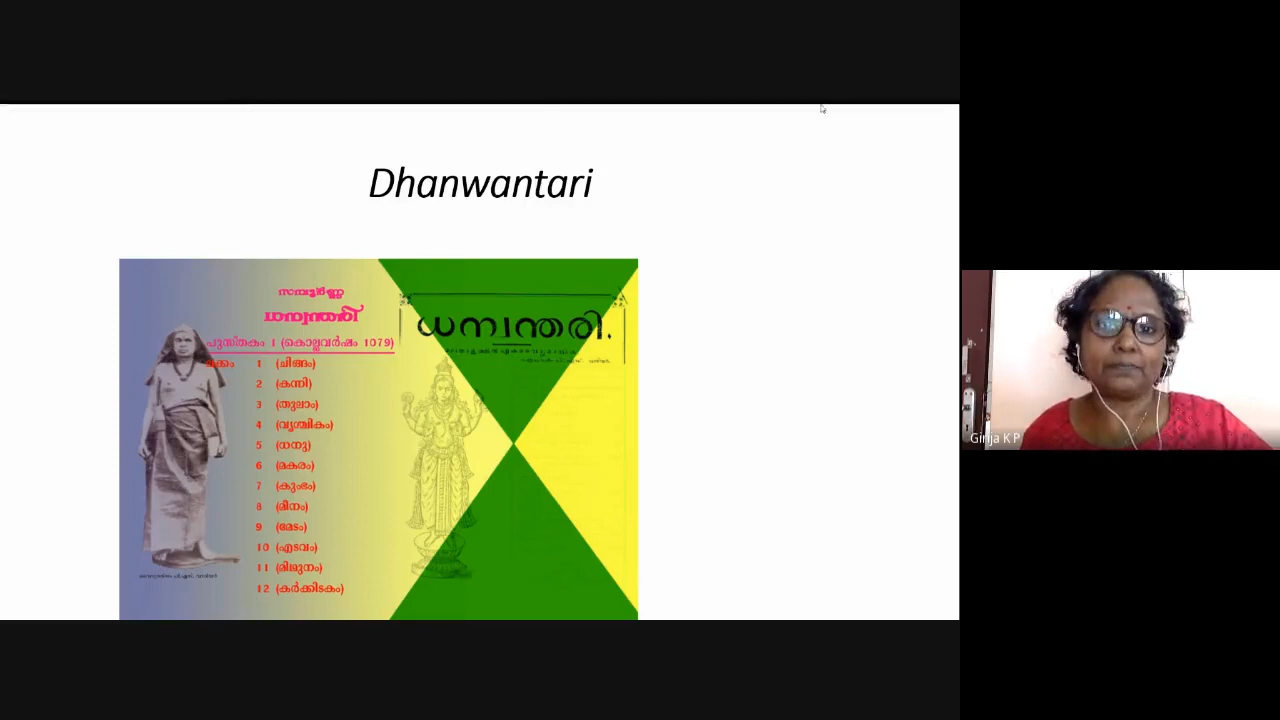 Dhanwantari
സമ്പൂർണ്ണ
ധന്വന്തരി
പുസ്തകം 1 (കൊല്ലവർഷം 1079)
ലക്കം 1 (ചിങ്ങം)
2 (കന്നി)
3 (തുലാം)
4 (വൃശ്ചികം)
5 (ധനു)
6 (മകരം)
7 (കുംഭം)
8 (മീനം)
9 (മേടം)
10 (എടവം)
11 (മിഥുനം)
12 (കർക്കിടകം)
ധന്വന്തരി.
Girija K P